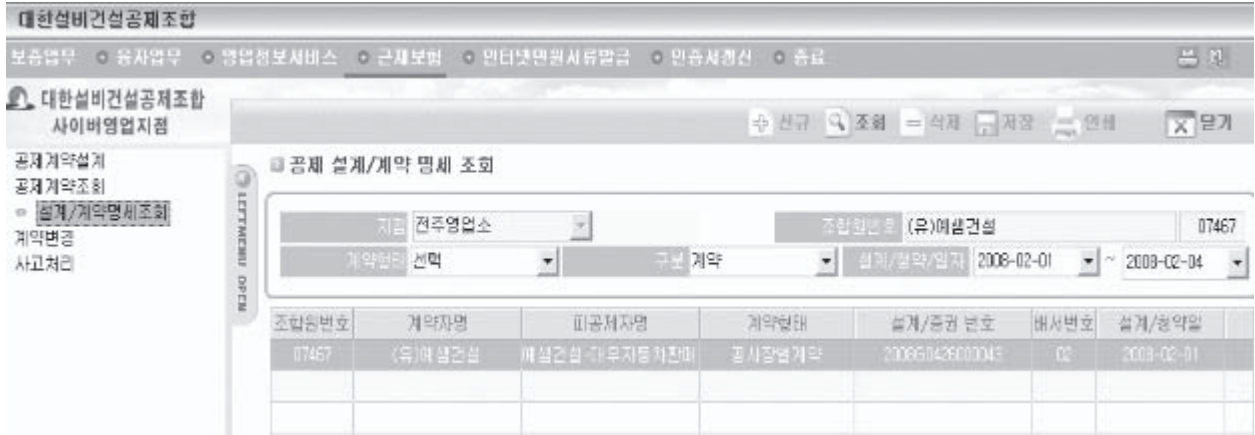 대한설비건설공제조합
보증업무 융자업무 영업정보서비스 근재보험 인터넷민원서류발급 인증서갱신 종료
대한설비건설공제조합
사이버영업지점
신규 조회 삭제 저장 인쇄 닫기
공제계약설계
공제계약조회
설계/계약명세조회
계약변경
사고처리
LEFTMENU OPEN
공제 설계/계약 명세 조회
지점 전주영업소 조합원번호 (유)예샘건설 07467
계약형태 선택 구분 계약 설계/청약/일자 2008-02-01 ~ 2008-02-04
조합원번호 계약자명 피공제자명 계약형태 설계/증권 번호 배서번호 설계/청약일
07467 (유)예샘건설 예샘건설-대우자동차판매 공사장별계약 02 2008-02-01